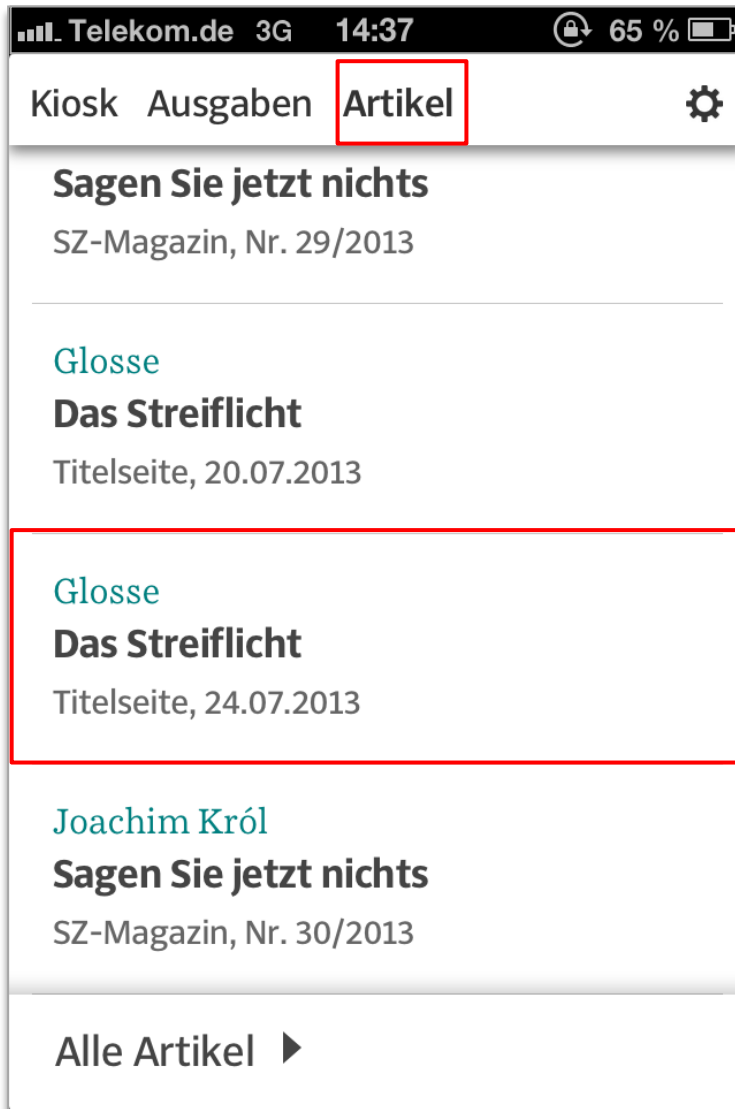 Telekom.de 3G 14:37 65 %
Kiosk Ausgaben Artikel
Sagen Sie jetzt nichts
SZ-Magazin, Nr. 29/2013
Glosse
Das Streiflicht
Titelseite, 20.07.2013
Glosse
Das Streiflicht
Titelseite, 24.07.2013
Joachim Król
Sagen Sie jetzt nichts
SZ-Magazin, Nr. 30/2013
Alle Artikel